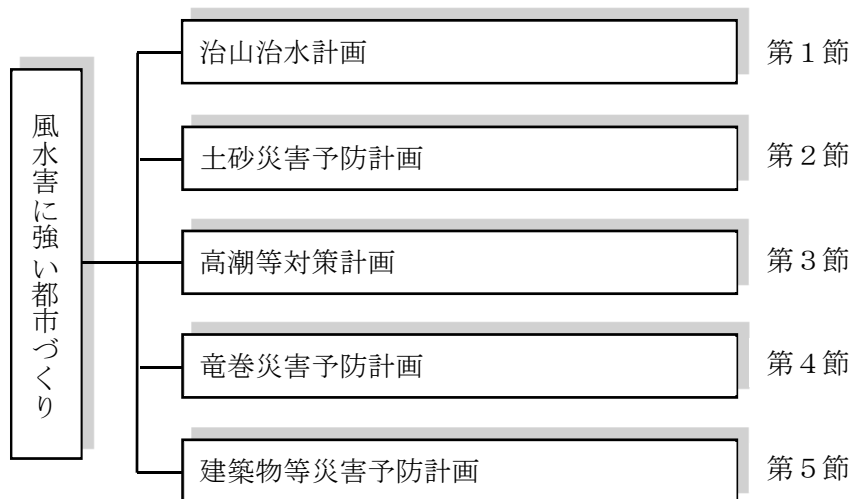 風水害に強い都市づくり
治山治水計画 第１節
土砂災害予防計画 第２節
高潮等対策計画 第３節
竜巻災害予防計画 第４節
建築物等災害予防計画 第５節